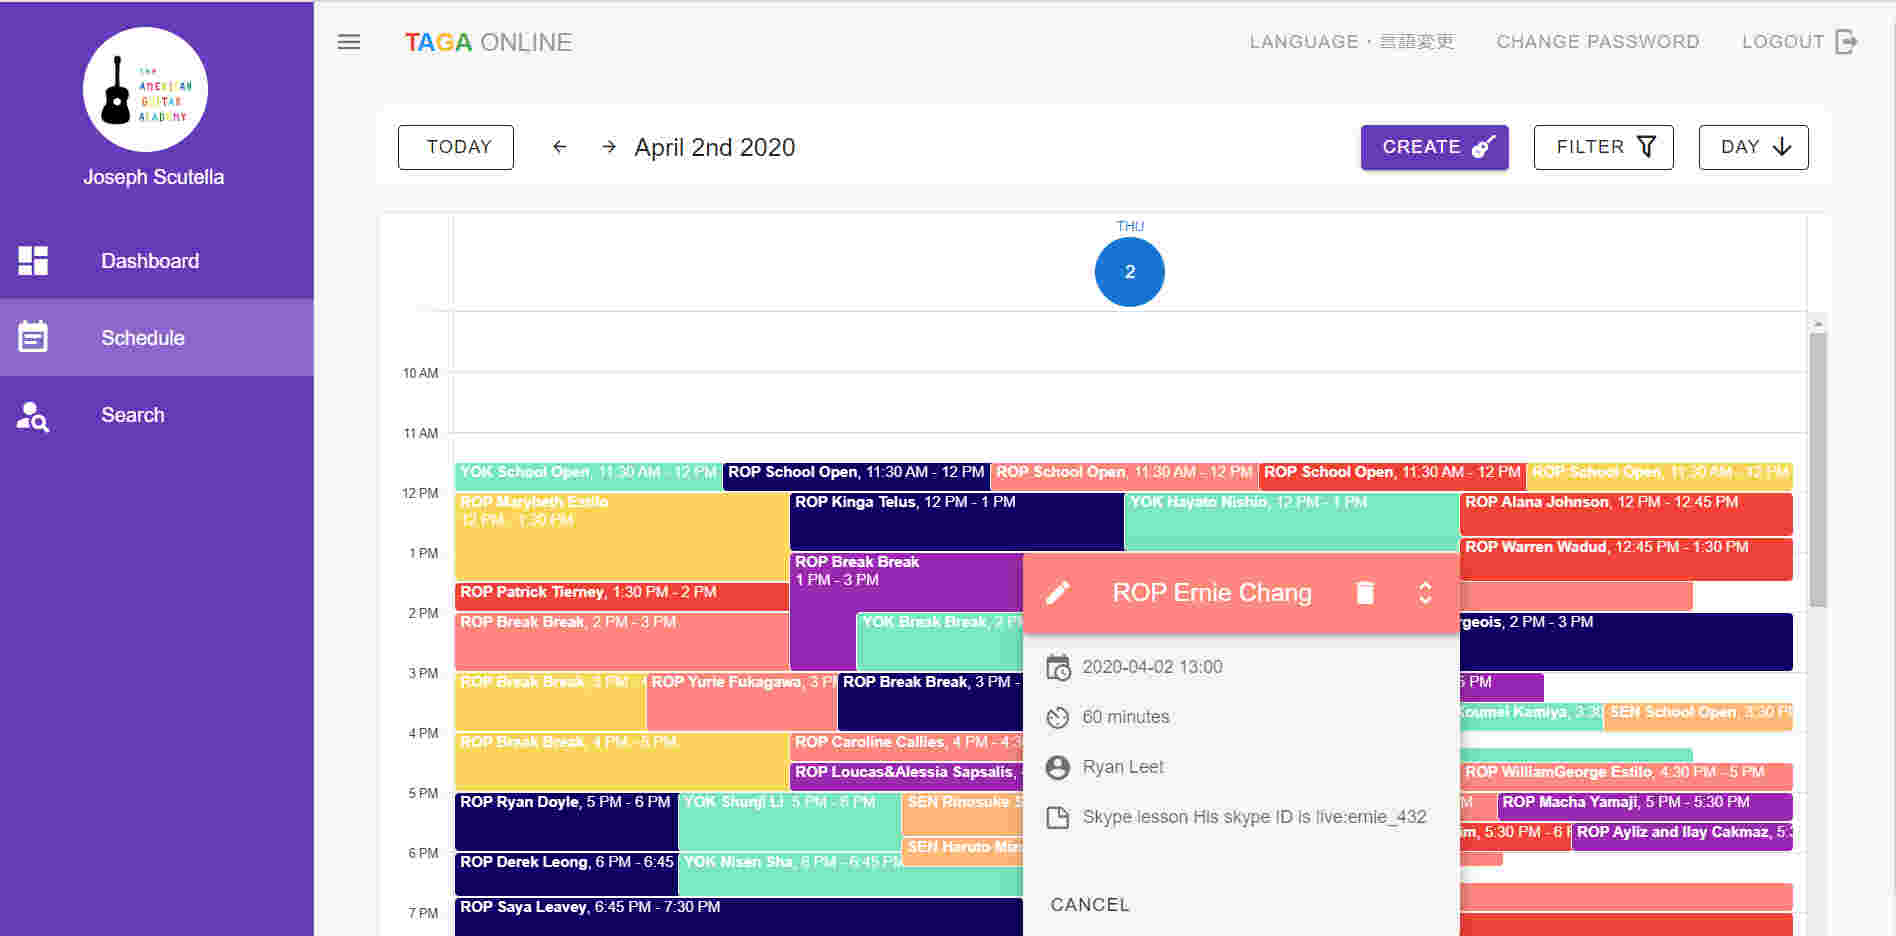 the
AMERICAN
GUITAR
ACADEMY
Joseph Scutella
Dashboard
Schedule
Search
TAGA ONLINE
LANGUAGE・言語変更
CHANGE PASSWORD
LOGOUT
TODAY
April 2nd 2020
CREATE
FILTER
DAY
THU
2
10 AM
11 AM
YOK School Open, 11:30 AM - 12 PM
ROP School Open, 11:30 AM - 12 PM
ROP School Open, 11:30 AM - 12 PM
ROP School Open, 11:30 AM - 12 PM
ROP School Open, 11:30 AM - 12 PM
12 PM
ROP Marybeth Estilo
12 PM - 1:30 PM
ROP Kinga Telus, 12 PM - 1 PM
YOK Hayato Nishio, 12 PM - 1 PM
ROP Alana Johnson, 12 PM - 12:45 PM
ROP Warren Wadud, 12:45 PM - 1:30 PM
1 PM
ROP Break Break
1 PM - 3 PM
ROP Patrick Tierney, 1:30 PM - 2 PM
2 PM
ROP Break Break, 2 PM - 3 PM
YOK Break Break, 2 P
rgeois, 2 PM - 3 PM
3 PM
ROP Break Break, 3 PM -
ROP Yurie Fukagawa, 3 P
ROP Break Break, 3 PM -
5 PM
Koumei Kamiya, 3:30
SEN School Open, 3:30 P
4 PM
ROP Break Break, 4 PM - 5 PM
ROP Caroline Callies, 4 PM - 4:3
ROP Loucas&Alessia Sapsalis,
ROP WilliamGeorge Estilo, 4:30 PM - 5 PM
5 PM
ROP Ryan Doyle, 5 PM - 6 PM
YOK Shunji Li, 5 PM - 6 PM
SEN Rinosuke S
SEN Haruto Miz
M
ROP Macha Yamaji, 5 PM - 5:30 PM
im, 5:30 PM - 6 P
ROP Ayliz and Ilay Cakmaz, 5:3
6 PM
ROP Derek Leong, 6 PM - 6:45
YOK Nisen Sha, 6 PM - 6:45 PM
ROP Saya Leavey, 6:45 PM - 7:30 PM
7 PM
ROP Ernie Chang
2020-04-02 13:00
60 minutes
Ryan Leet
Skype lesson His skype ID is live:ernie_432
CANCEL